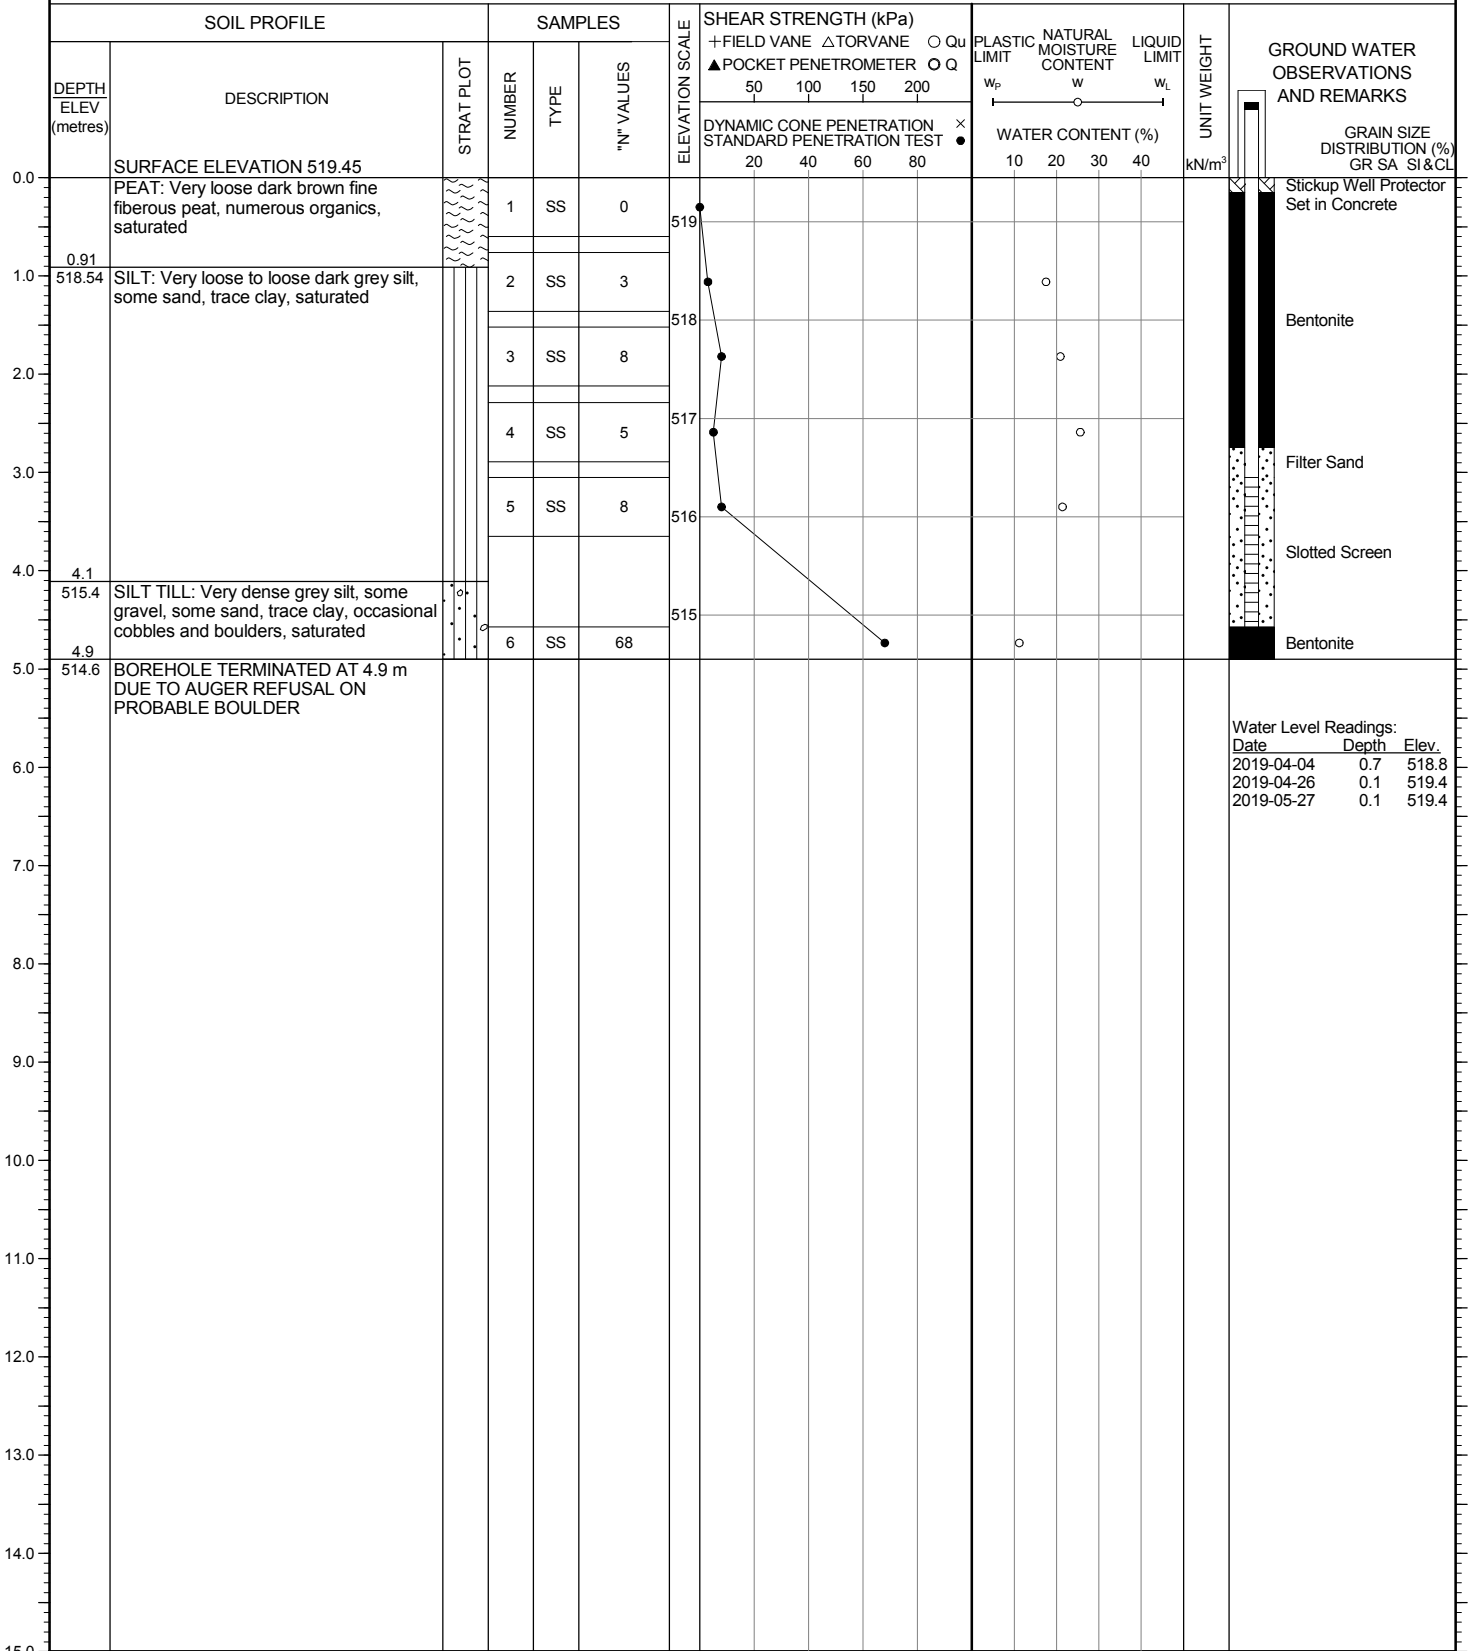 SOIL PROFILE
SAMPLES
ELEVATION SCALE
SHEAR STRENGTH (kPa)
FIELD VANE TORVANE Qu
POCKET PENETROMETER Q
50 100 150 200
DYNAMIC CONE PENETRATION ×
STANDARD PENETRATION TEST ●
20 40 60 80
PLASTIC LIMIT
NATURAL MOISTURE CONTENT
LIQUID LIMIT
WP W WL
WATER CONTENT (%)
10 20 30 40
UNIT WEIGHT
kN/m³
GROUND WATER
OBSERVATIONS
AND REMARKS
GRAIN SIZE
DISTRIBUTION (%)
GR SA SI&CL
DEPTH
ELEV
(metres)
DESCRIPTION
STRAT PLOT
NUMBER
TYPE
"N" VALUES
SURFACE ELEVATION 519.45
0.0
PEAT: Very loose dark brown fine
fiberous peat, numerous organics,
saturated
1 SS 0
519
Stickup Well Protector
Set in Concrete
0.91
1.0
518.54
SILT: Very loose to loose dark grey silt,
some sand, trace clay, saturated
2 SS 3
518
Bentonite
3 SS 8
2.0
517
4 SS 5
Filter Sand
3.0
5 SS 8
516
Slotted Screen
4.0
4.1
515.4
SILT TILL: Very dense grey silt, some
gravel, some sand, trace clay, occasional
cobbles and boulders, saturated
515
6 SS 68
Bentonite
4.9
5.0
514.6
BOREHOLE TERMINATED AT 4.9 m
DUE TO AUGER REFUSAL ON
PROBABLE BOULDER
Water Level Readings:
Date Depth Elev.
2019-04-04 0.7 518.8
2019-04-26 0.1 519.4
2019-05-27 0.1 519.4
6.0
7.0
8.0
9.0
10.0
11.0
12.0
13.0
14.0
15.0